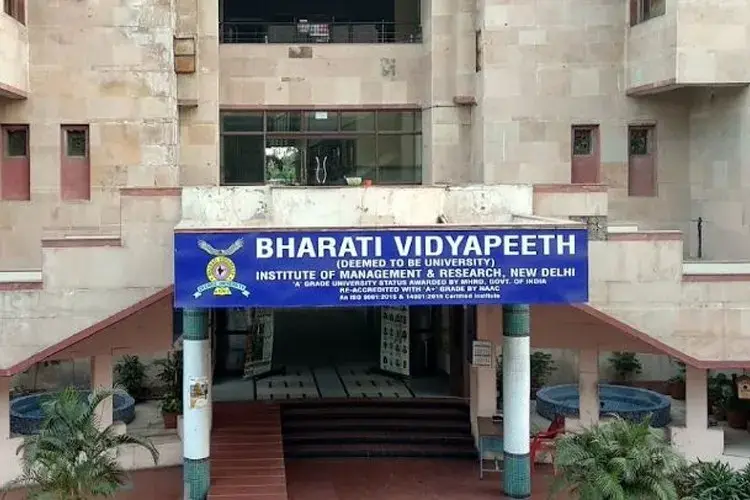 BHARATI VIDYAPEETH
(DEEMED TO BE UNIVERSITY)
INSTITUTE OF MANAGEMENT & RESEARCH, NEW DELHI
'A' GRADE UNIVERSITY STATUS AWARDED BY MHRD. GOVT. OF INDIA
RE-ACCREDITED WITH 'A+' GRADE BY NAAC
An ISO 9001:2015 & 14001:2015 Certified Institute